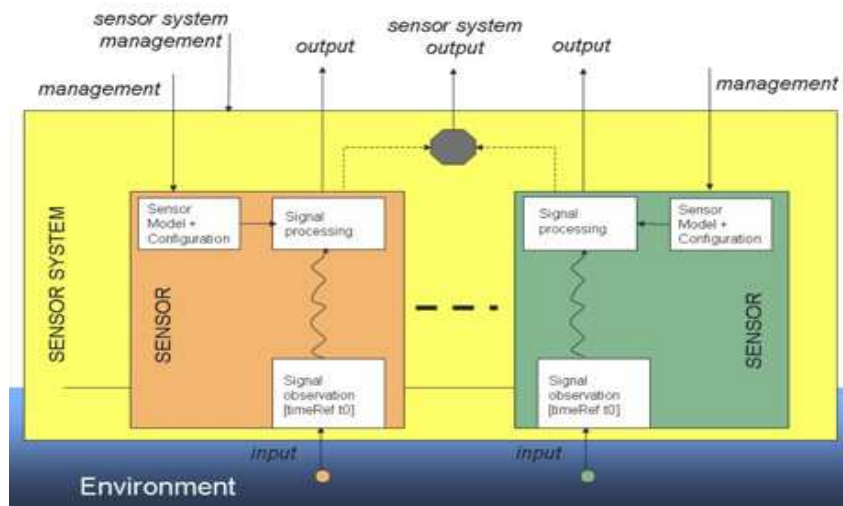 sensor system
management
output
sensor system
output
output
management
management
SENSOR SYSTEM
Sensor
Model +
Configuration
Signal
processing
SENSOR
Signal
observation
[timeRef t0]
Signal
processing
Sensor
Model +
Configuration
SENSOR
Signal
observation
[timeRef t0]
input
input
Environment